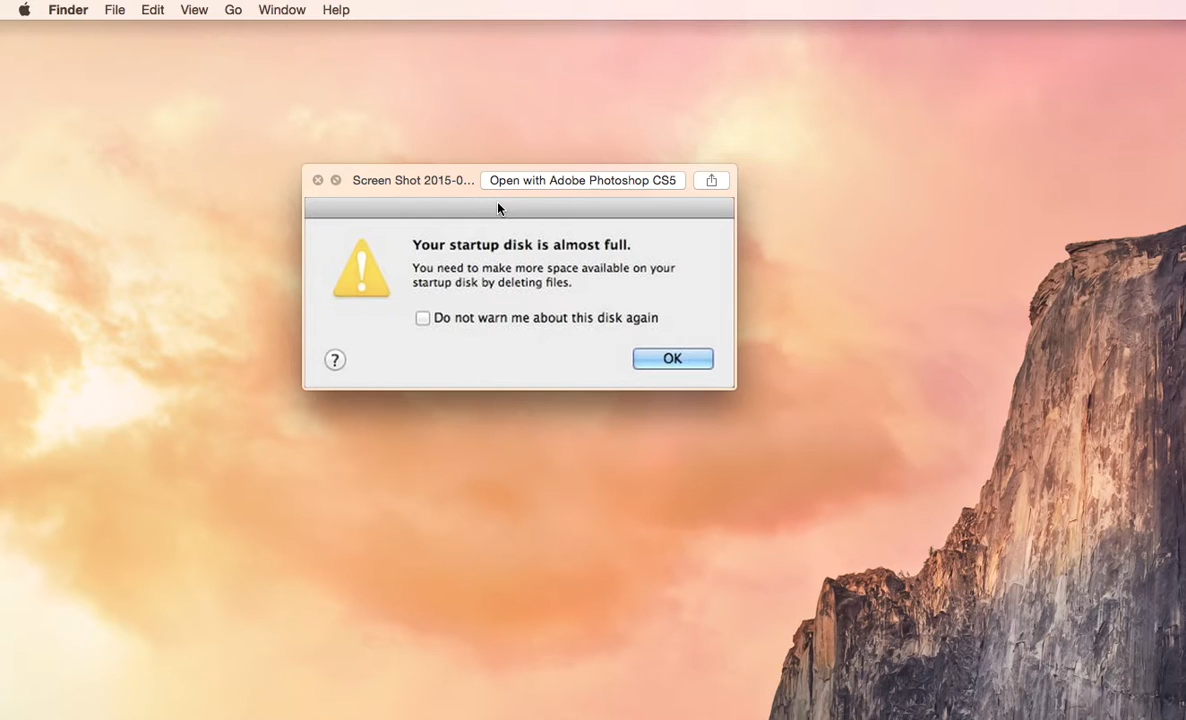 Finder File Edit View Go Window Help
Screen Shot 2015-0... Open with Adobe Photoshop CS5
Your startup disk is almost full.
You need to make more space available on your
startup disk by deleting files.
Do not warn me about this disk again
? OK